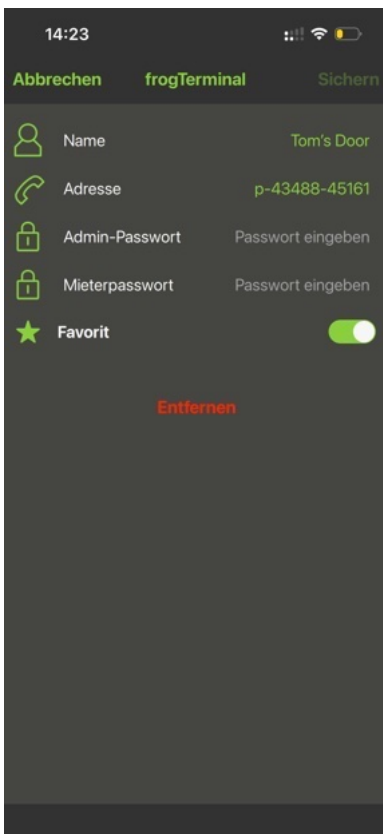 14:23
Abbrechen frogTerminal Sichern
Name Tom's Door
Adresse p-43488-45161
Admin-Passwort Passwort eingeben
Mieterpasswort Passwort eingeben
Favorit
Entfernen